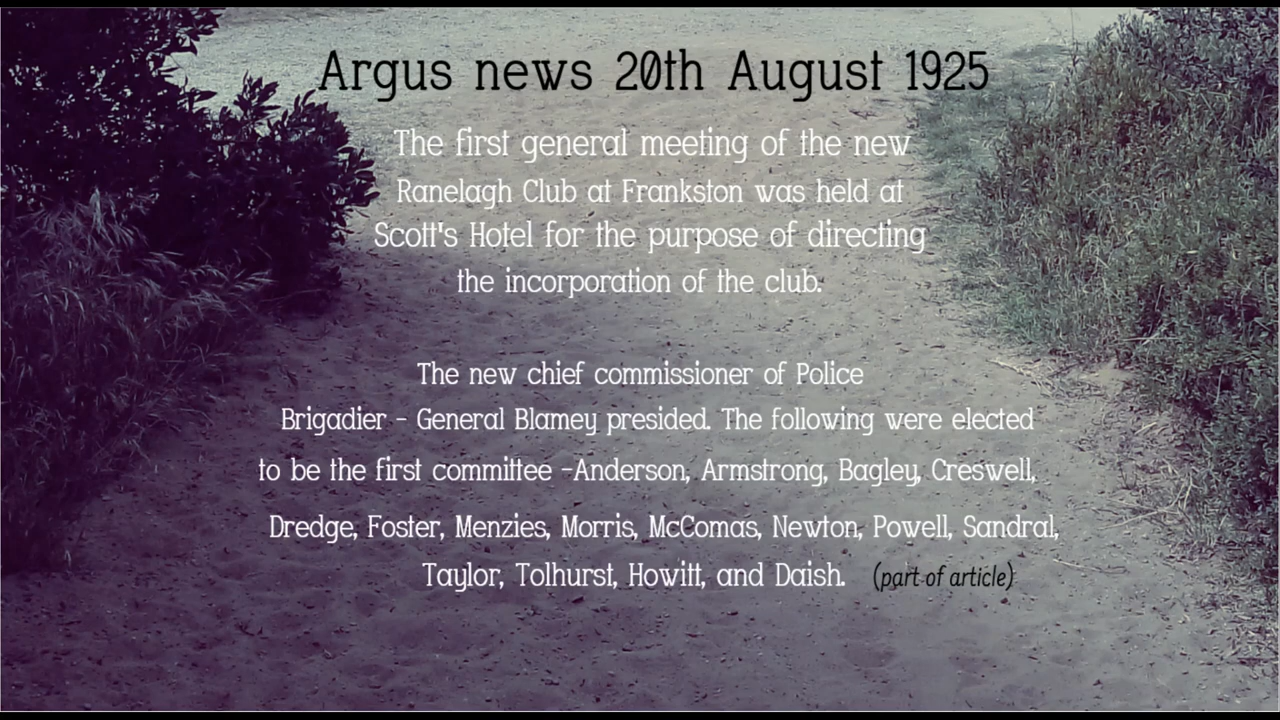 Argus news 20th August 1925
The first general meeting of the new
Ranelagh Club at Frankston was held at
Scott's Hotel for the purpose of directing
the incorporation of the club.
The new chief commissioner of Police
Brigadier - General Blamey presided. The following were elected
to be the first committee -Anderson, Armstrong, Bagley, Creswell,
Dredge, Foster, Menzies, Morris, McComas, Newton, Powell, Sandral,
Taylor, Tolhurst, Howitt, and Daish. (part of article)